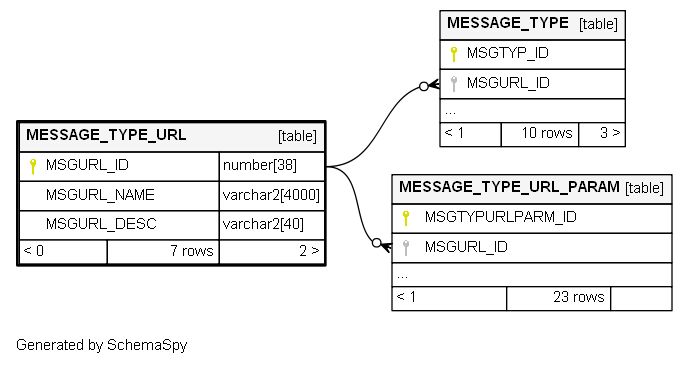 MESSAGE_TYPE [table]
MSGTYP_ID
MSGURL_ID
...
< 1 10 rows 3 >
MESSAGE_TYPE_URL [table]
MSGURL_ID number[38]
MSGURL_NAME varchar2[4000]
MSGURL_DESC varchar2[40]
< 0 7 rows 2 >
MESSAGE_TYPE_URL_PARAM [table]
MSGTYPURLPARM_ID
MSGURL_ID
...
< 1 23 rows
Generated by SchemaSpy